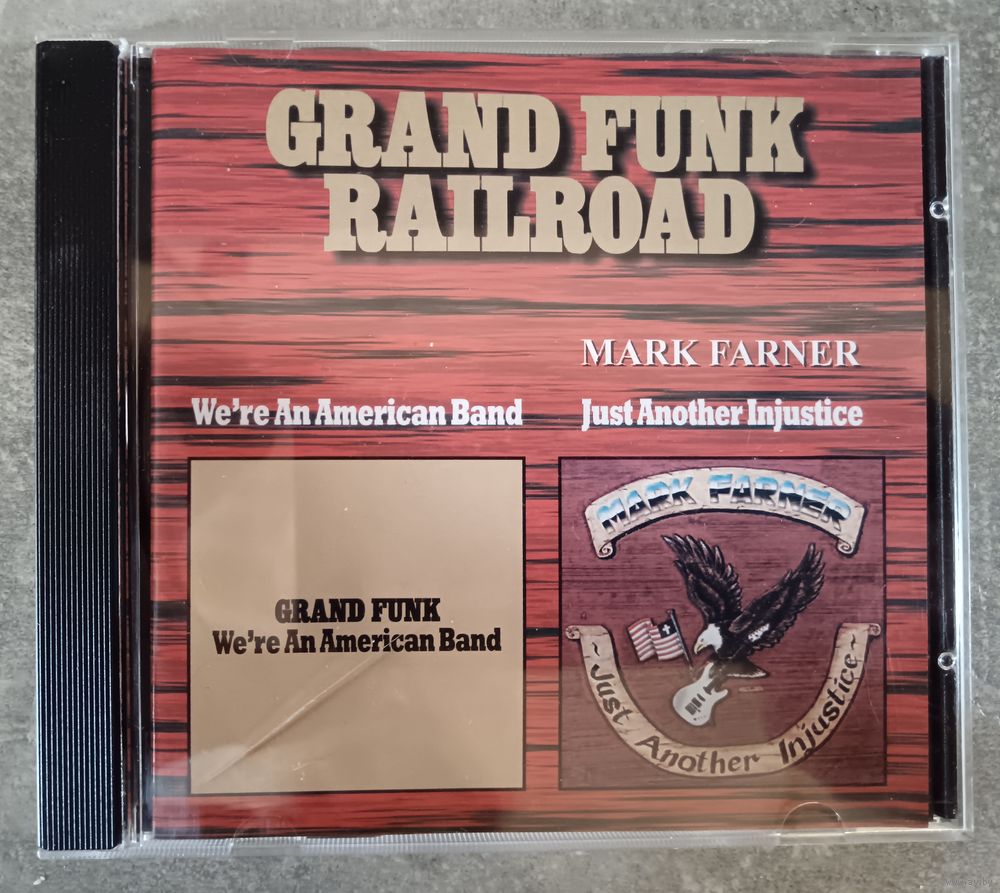 GRAND FUNK
RAILROAD
MARK FARNER
We're An American Band
Just Another Injustice
GRAND FUNK
We're An American Band
MARK FARNER
~Just Another Injustice~